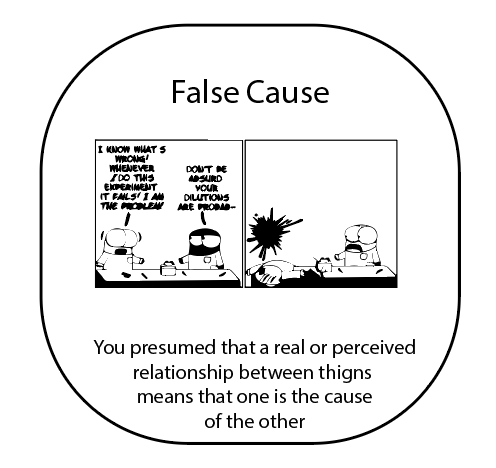 False Cause
I KNOW WHAT S
WRONG!
WHENEVER
I DO THIS
EXPERIMENT
IT FAILS! I AM
THE PROBLEM!
DON'T BE
ABSURD
YOUR
DILUTIONS
ARE PROBAB-
You presumed that a real or perceived
relationship between thigns
means that one is the cause
of the other